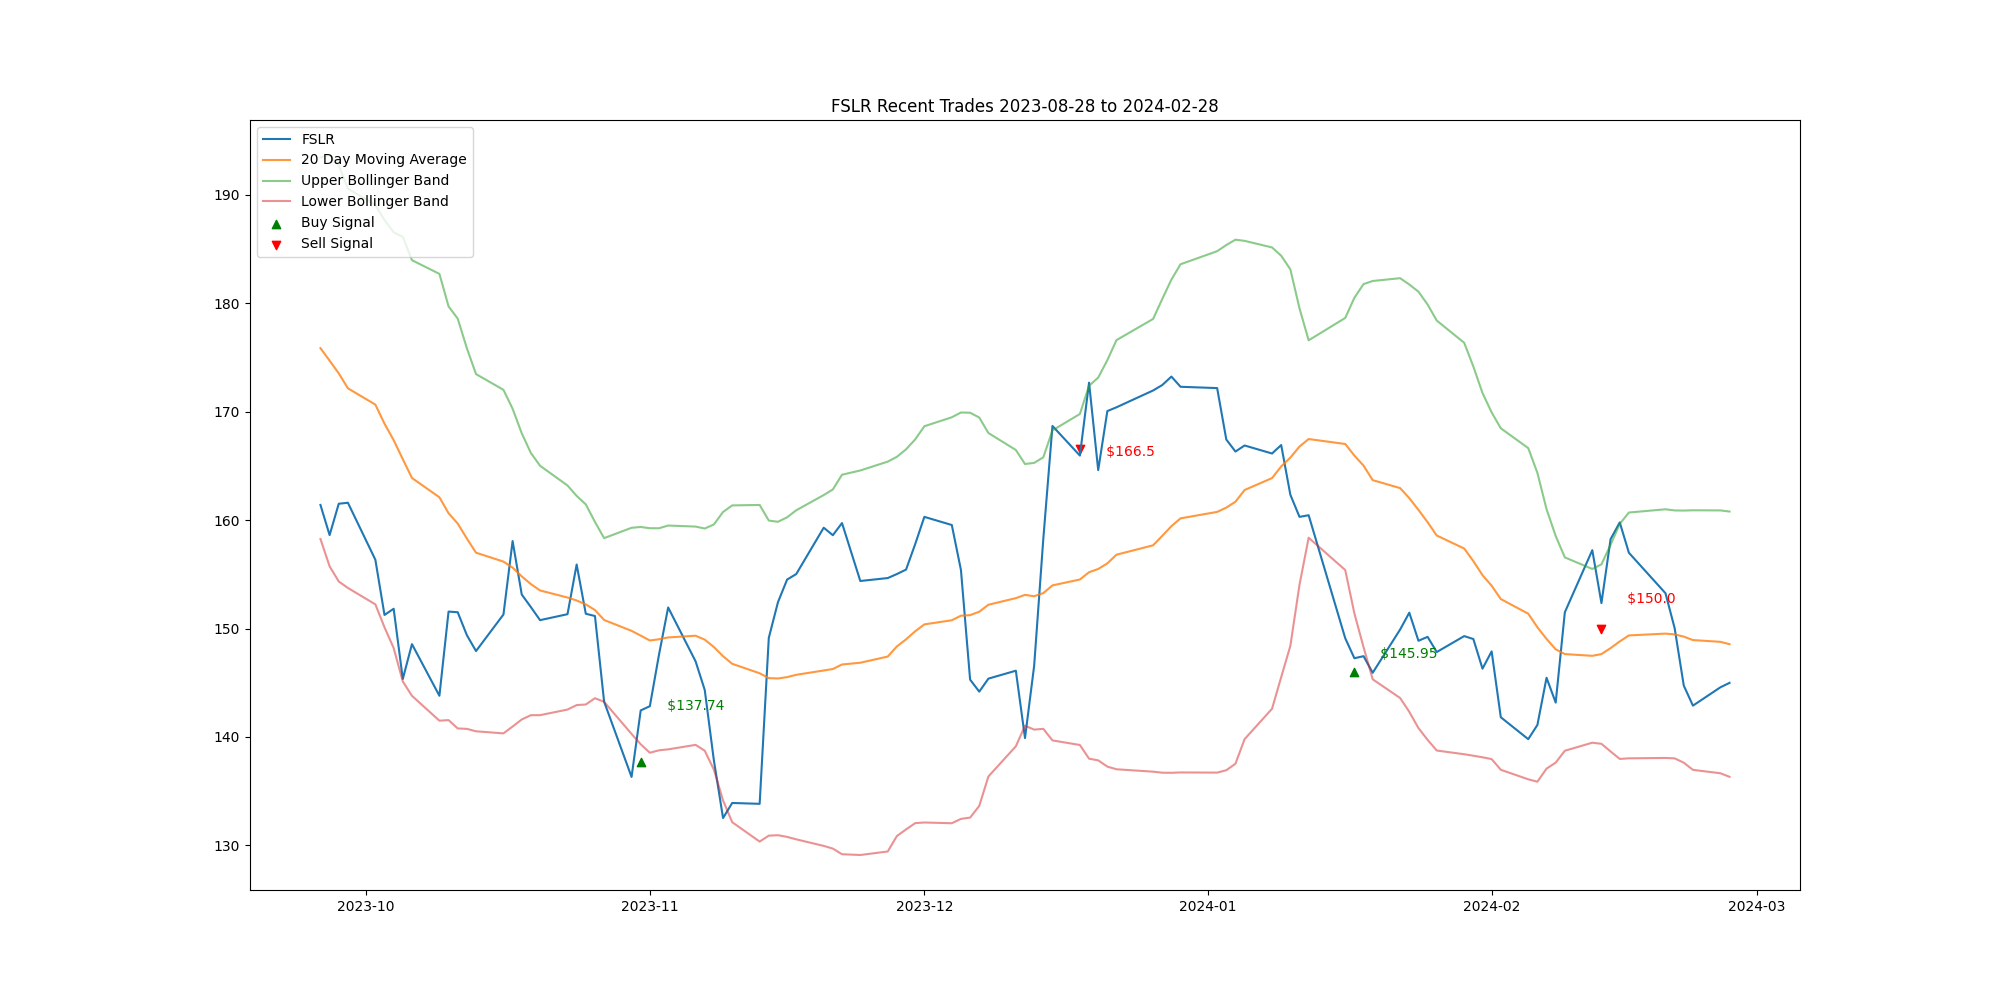 FSLR Recent Trades 2023-08-28 to 2024-02-28
FSLR
20 Day Moving Average
Upper Bollinger Band
Lower Bollinger Band
Buy Signal
Sell Signal
190
180
170
160
150
140
130
$166.5
$150.0
$145.95
$137.74
2023-10
2023-11
2023-12
2024-01
2024-02
2024-03